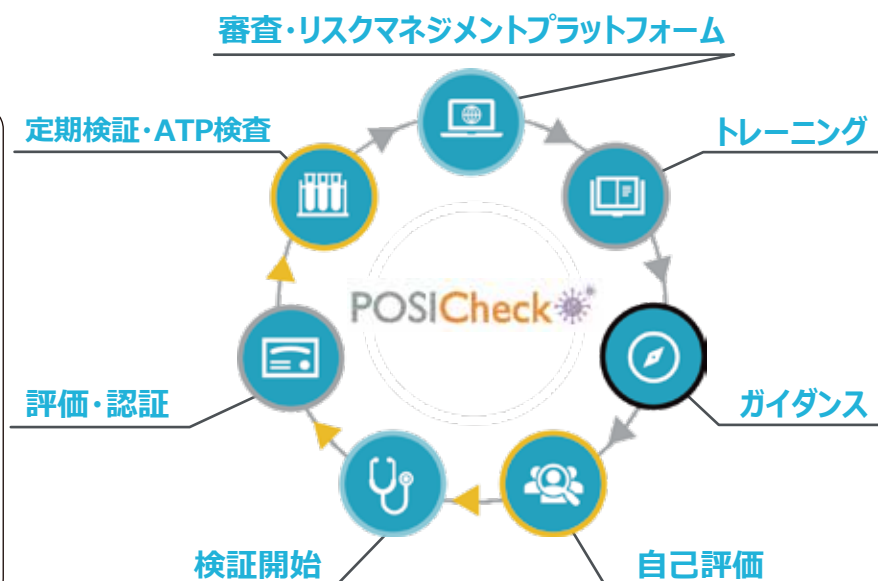 審査・リスクマネジメントプラットフォーム
定期検証・ATP検査
トレーニング
POSICheck
評価・認証
ガイダンス
検証開始
自己評価